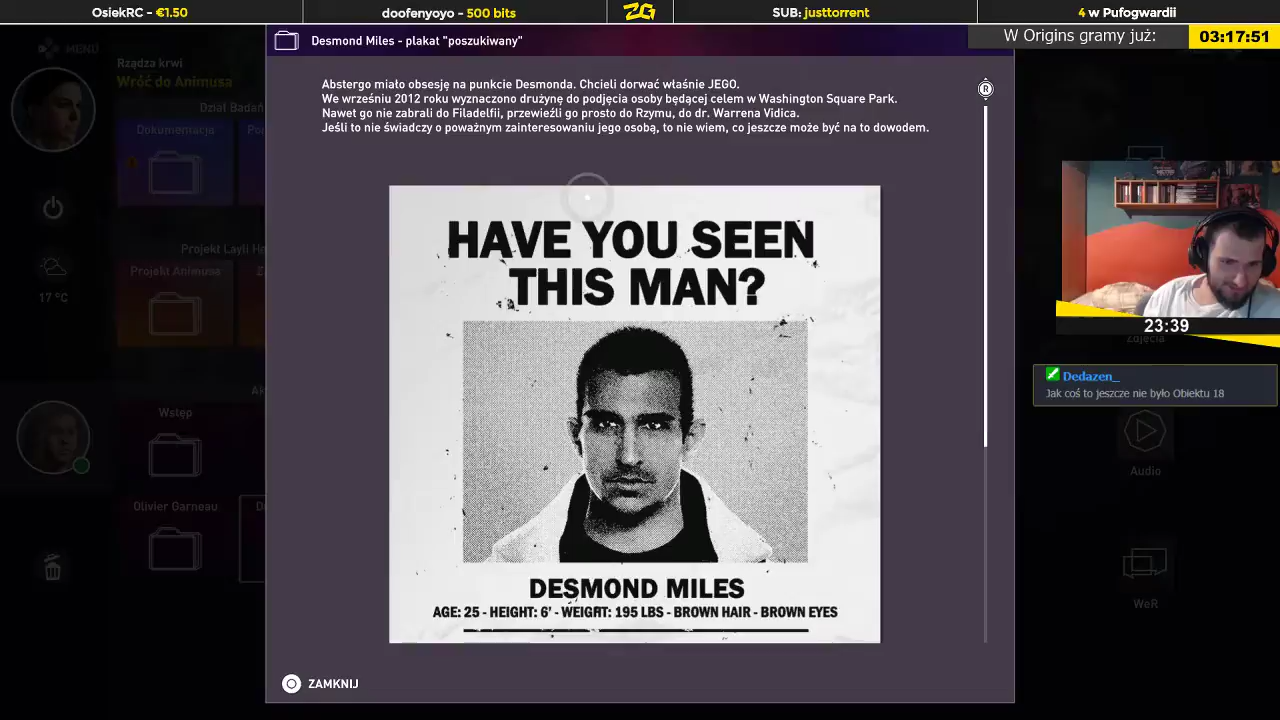 OsiekRC - €1.50
doofenyoyo - 500 bits
ZG
SUB: justtorrent
4 w Pufogwardii
MENU
Desmond Miles - plakat "poszukiwany"
W Origins gramy już:
03:17:51
Rządza krwi
Wróć do Animusa
Abstergo miało obsesję na punkcie Desmonda. Chcieli dorwać właśnie JEGO.
We wrześniu 2012 roku wyznaczono drużynę do podjęcia osoby będącej celem w Washington Square Park.
Nawet go nie zabrali do Filadelfii, przewieźli go prosto do Rzymu, do dr. Warrena Vidica.
Jeśli to nie świadczy o poważnym zainteresowaniu jego osobą, to nie wiem, co jeszcze może być na to dowodem.
Dział Badań
Dokumentacja
R
HAVE YOU SEEN
THIS MAN?
Projekt Layli
Projekt Animusa
17 °C
23:39
Zdjęcia
Dedazen_
Jak coś to jeszcze nie było Obiektu 18
Wstęp
Audio
Olivier Garneau
DESMOND MILES
AGE: 25 - HEIGHT: 6' - WEIGHT: 195 LBS - BROWN HAIR - BROWN EYES
WeR
ZAMKNIJ